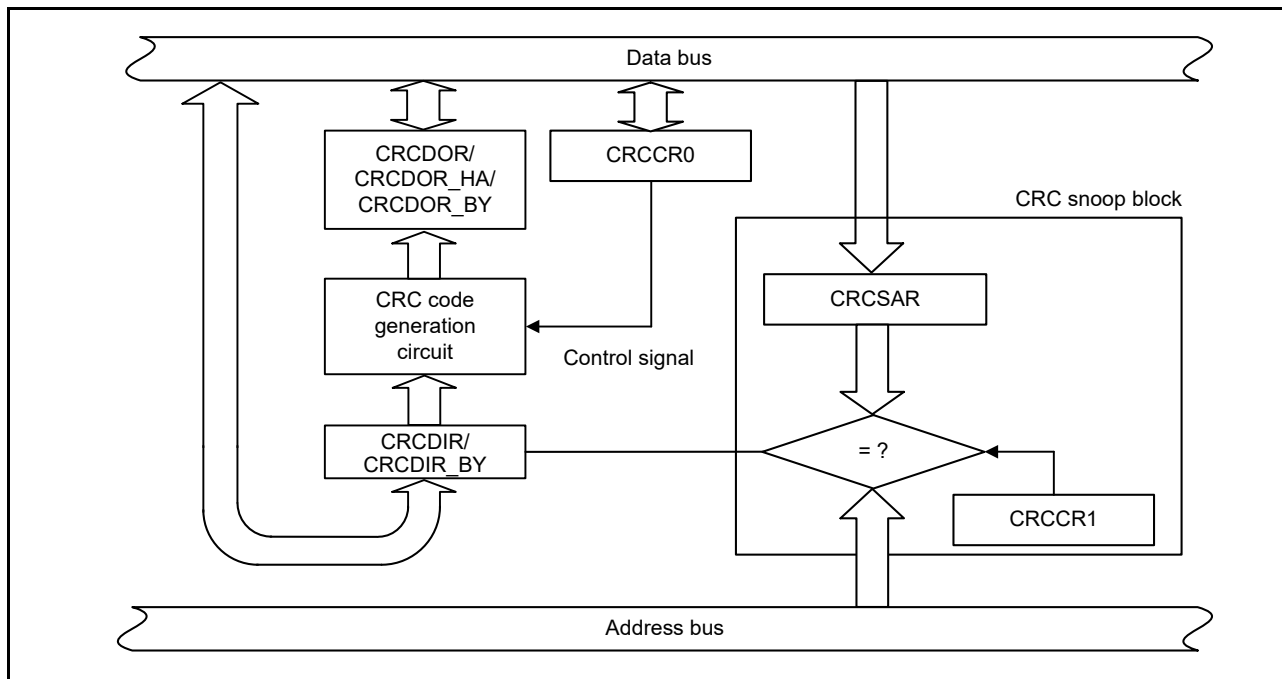 Data bus
CRCDOR/
CRCDOR_HA/
CRCDOR_BY
CRCCR0
CRC snoop block
CRCSAR
CRC code
generation
circuit
Control signal
CRCDIR/
CRCDIR_BY
= ?
CRCCR1
Address bus